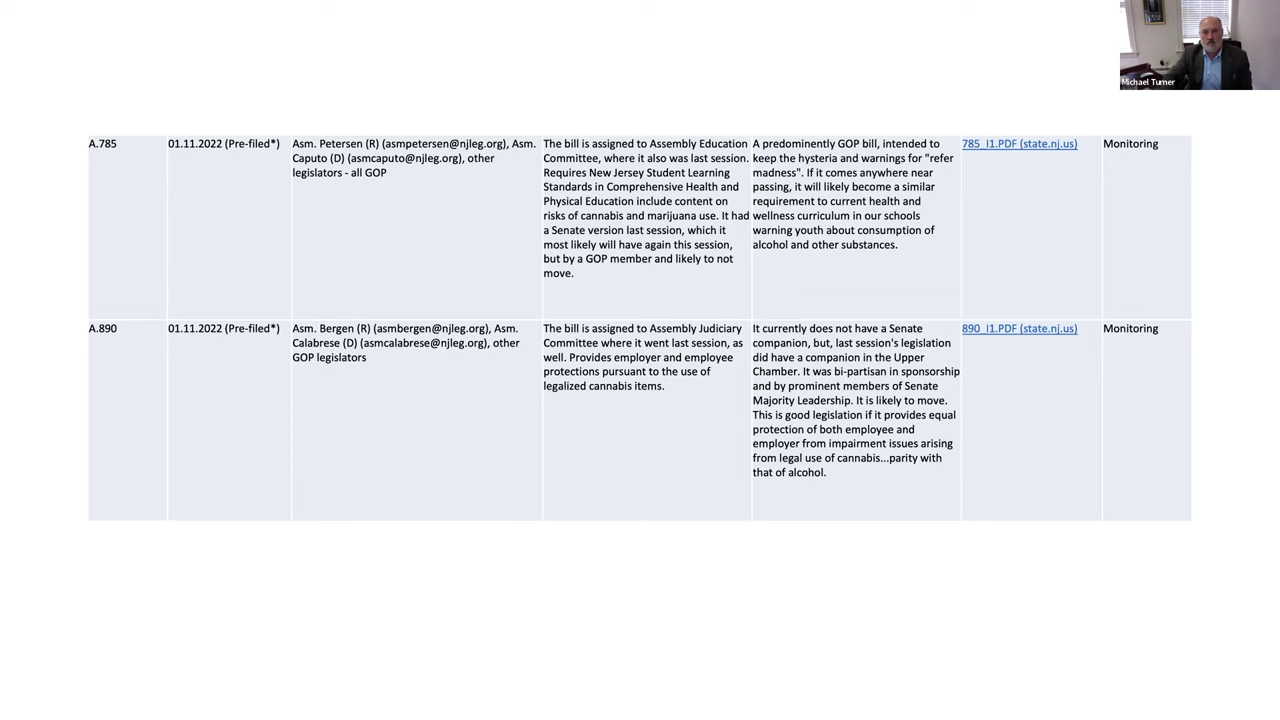 Michael Turner
A.785
01.11.2022 (Pre-filed*)
Asm. Petersen (R) (asmpetersen@njleg.org), Asm.
Caputo (D) (asmcaputo@njleg.org), other
legislators - all GOP
The bill is assigned to Assembly Education
Committee, where it also was last session.
Requires New Jersey Student Learning
Standards in Comprehensive Health and
Physical Education include content on
risks of cannabis and marijuana use. It had
a Senate version last session, which it
most likely will have again this session,
but by a GOP member and likely to not
move.
A predominently GOP bill, intended to
keep the hysteria and warnings for "refer
madness". If it comes anywhere near
passing, it will likely become a similar
requirement to current health and
wellness curriculum in our schools
warning youth about consumption of
alcohol and other substances.
785_I1.PDF (state.nj.us)
Monitoring
A.890
01.11.2022 (Pre-filed*)
Asm. Bergen (R) (asmbergen@njleg.org), Asm.
Calabrese (D) (asmcalabrese@njleg.org), other
GOP legislators
The bill is assigned to Assembly Judiciary
Committee where it went last session, as
well. Provides employer and employee
protections pursuant to the use of
legalized cannabis items.
It currently does not have a Senate
companion, but, last session's legislation
did have a companion in the Upper
Chamber. It was bi-partisan in sponsorship
and by prominent members of Senate
Majority Leadership. It is likely to move.
This is good legislation if it provides equal
protection of both employee and
employer from impairment issues arising
from legal use of cannabis...parity with
that of alcohol.
890_I1.PDF (state.nj.us)
Monitoring